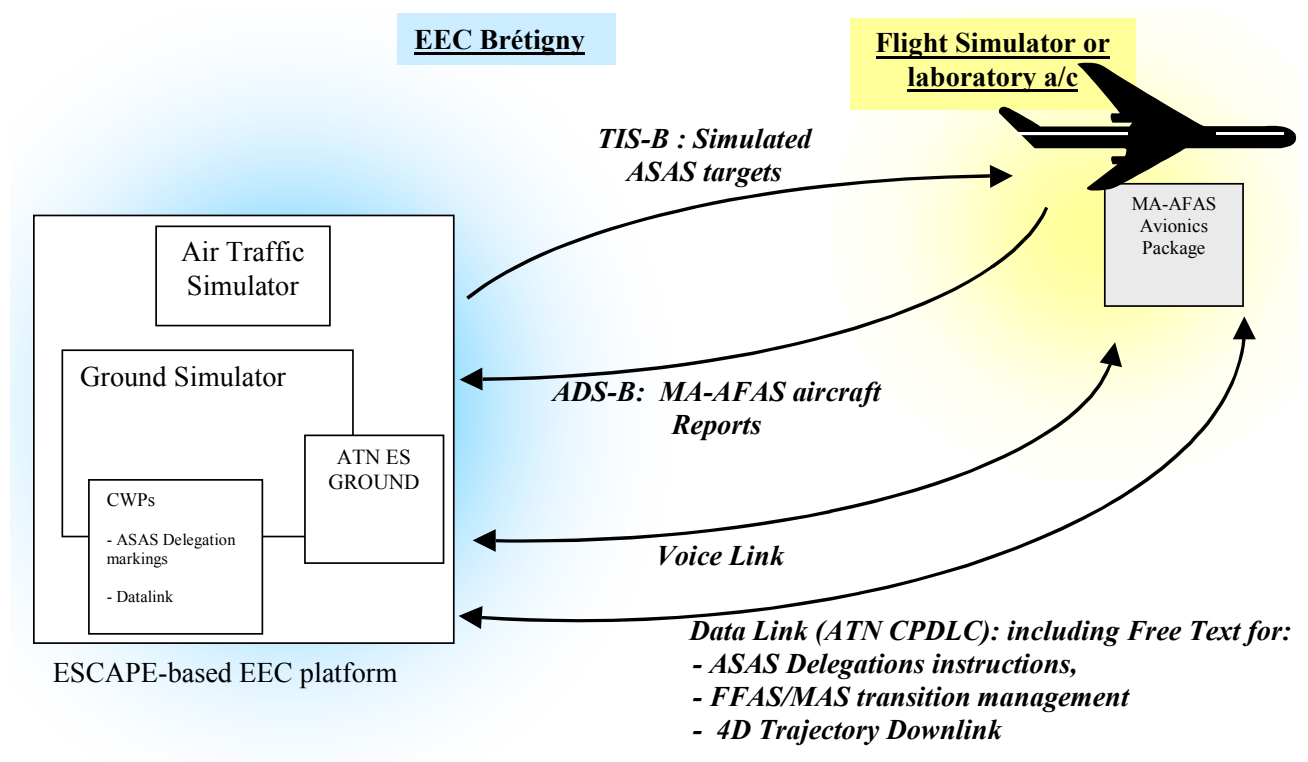 EEC Brétigny
Flight Simulator or
laboratory a/c
TIS-B : Simulated
ASAS targets
MA-AFAS
Avionics
Package
Air Traffic
Simulator
Ground Simulator
ADS-B:  MA-AFAS aircraft
Reports
ATN ES
GROUND
CWPs
- ASAS Delegation
markings
- Datalink
Voice Link
ESCAPE-based EEC platform
Data Link (ATN CPDLC): including Free Text for:
- ASAS Delegations instructions,
- FFAS/MAS transition management
-  4D Trajectory Downlink